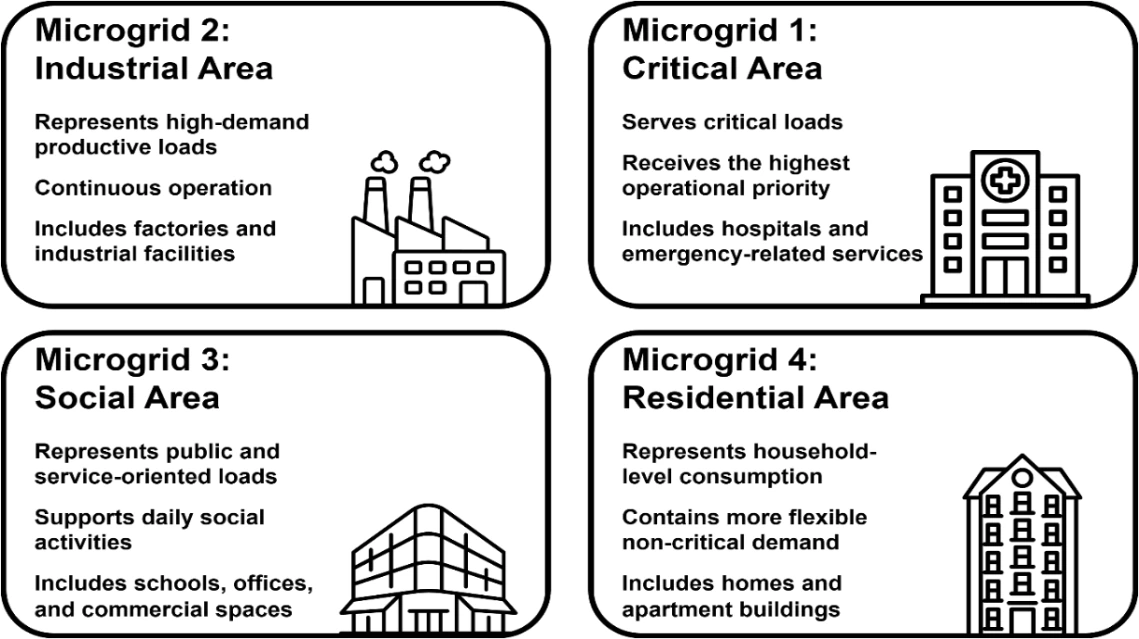 Microgrid 2:
Industrial Area
Represents high-demand
productive loads
Continuous operation
Includes factories and
industrial facilities
Microgrid 1:
Critical Area
Serves critical loads
Receives the highest
operational priority
Includes hospitals and
emergency-related services
Microgrid 3:
Social Area
Represents public and
service-oriented loads
Supports daily social
activities
Includes schools, offices,
and commercial spaces
Microgrid 4:
Residential Area
Represents household-
level consumption
Contains more flexible
non-critical demand
Includes homes and
apartment buildings